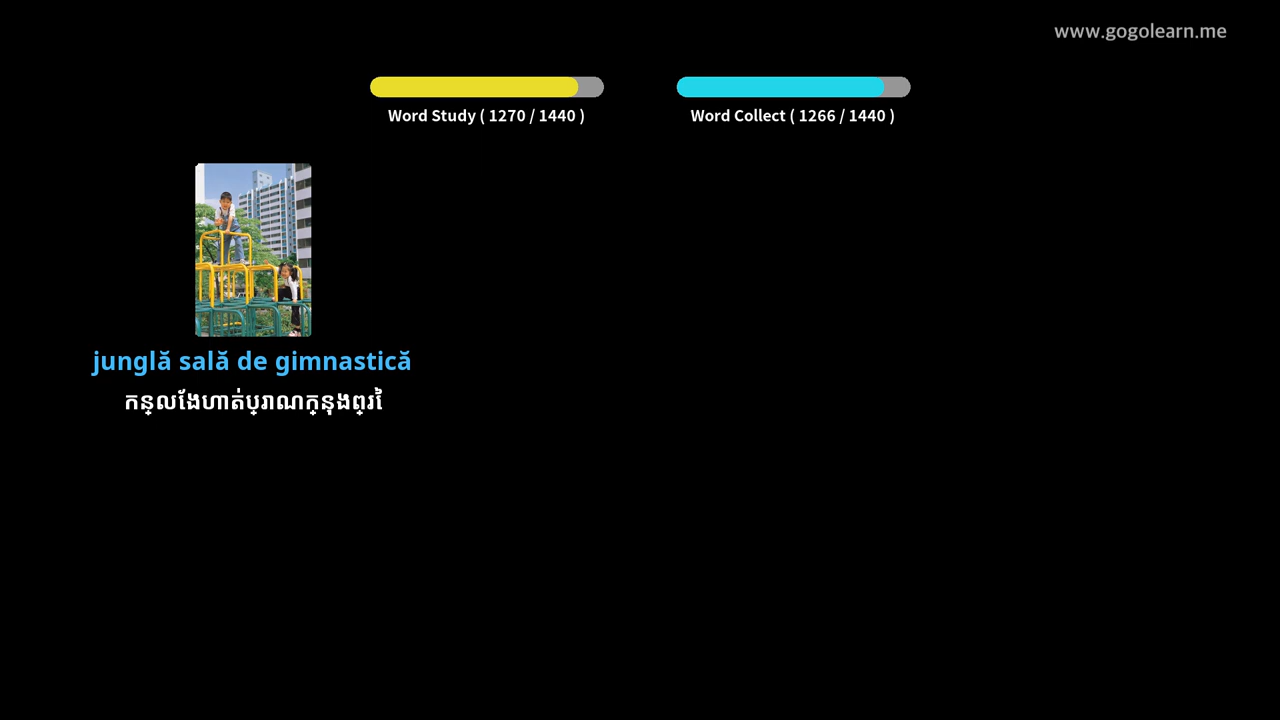 www.gogolearn.me
Word Study ( 1270 / 1440 )
Word Collect ( 1266 / 1440 )
junglă sală de gimnastică
កន្លែងហាត់ប្រាណក្នុងព្រៃ